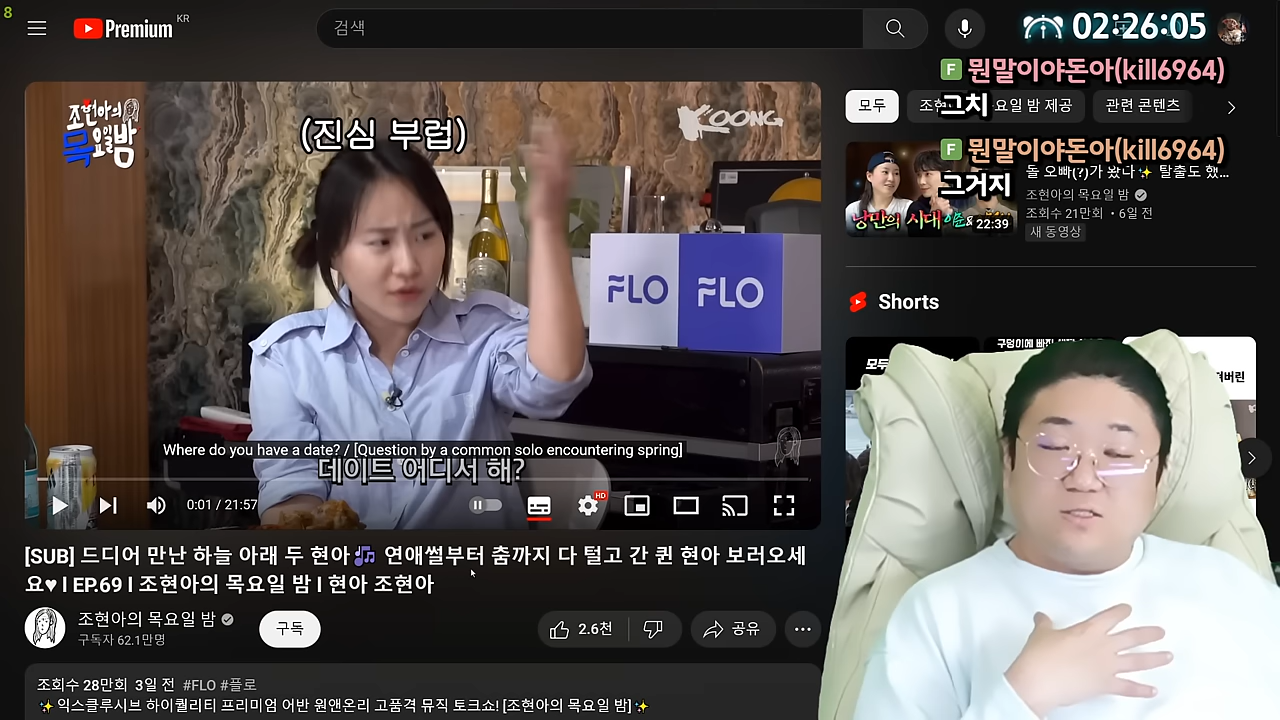 8
Premium KR
검색
02:26:05
F 뭔말이야돈아(kill6964)
그치
F 뭔말이야돈아(kill6964)
그거지
모두
요일 밤 제공
관련 콘텐츠
조현아의
목요일밤
(진심 부럽)
KOONG
FLO
FLO
Where do you have a date? / [Question by a common solo encountering spring]
데이트 어디서 해?
0:01 / 21:57
HD
돌 오빠(?)가 왔나✨ 탈출도 했...
조현아의 목요일 밤
조회수 21만회 • 6일 전
새 동영상
낭만의 시대
22:39
Shorts
모두
[SUB] 드디어 만난 하늘 아래 두 현아🎶 연애썰부터 춤까지 다 털고 간 퀸 현아 보러오세
요♥ I EP.69 I 조현아의 목요일 밤 I 현아 조현아
조현아의 목요일 밤
구독자 62.1만명
구독
2.6천
공유
조회수 28만회 3일 전 #FLO #플로
✨익스클루시브 하이퀄리티 프리미엄 어반 원앤온리 고품격 뮤직 토크쇼! [조현아의 목요일 밤]✨